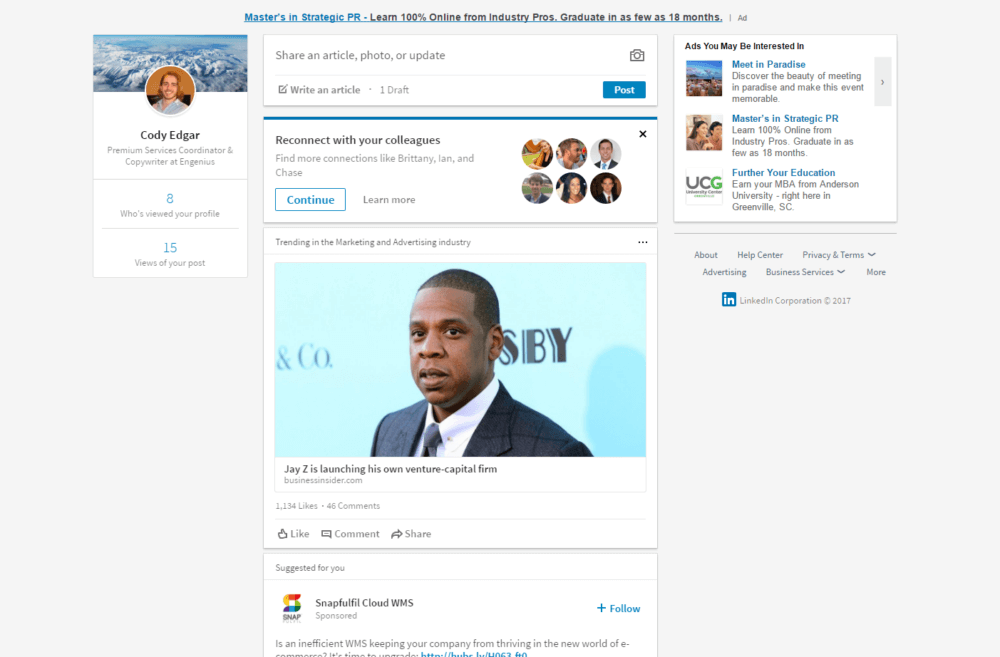 Master's in Strategic PR - Learn 100% Online from Industry Pros. Graduate in as few as 18 months. | Ad
Cody Edgar
Premium Services Coordinator &
Copywriter at Engenius
8
Who's viewed your profile
15
Views of your post
Share an article, photo, or update
Write an article · 1 Draft
Post
Reconnect with your colleagues
Find more connections like Brittany, Ian, and
Chase
Continue
Learn more
Trending in the Marketing and Advertising industry
& Co.
SBY
Jay Z is launching his own venture-capital firm
businessinsider.com
1,134 Likes • 46 Comments
Like Comment Share
Suggested for you
SNAP
Snapfulfil Cloud WMS
Sponsored
+ Follow
Is an inefficient WMS keeping your company from thriving in the new world of e-
commerce? It's time to upgrade: http://hubs.ly/H063-ft0
Ads You May Be Interested In
Meet in Paradise
Discover the beauty of meeting
in paradise and make this event
memorable.
Master's in Strategic PR
Learn 100% Online from
Industry Pros. Graduate in as
few as 18 months.
UCG
University Center
Further Your Education
Earn your MBA from Anderson
University - right here in
Greenville, SC.
About Help Center Privacy & Terms
Advertising Business Services More
in LinkedIn Corporation © 2017